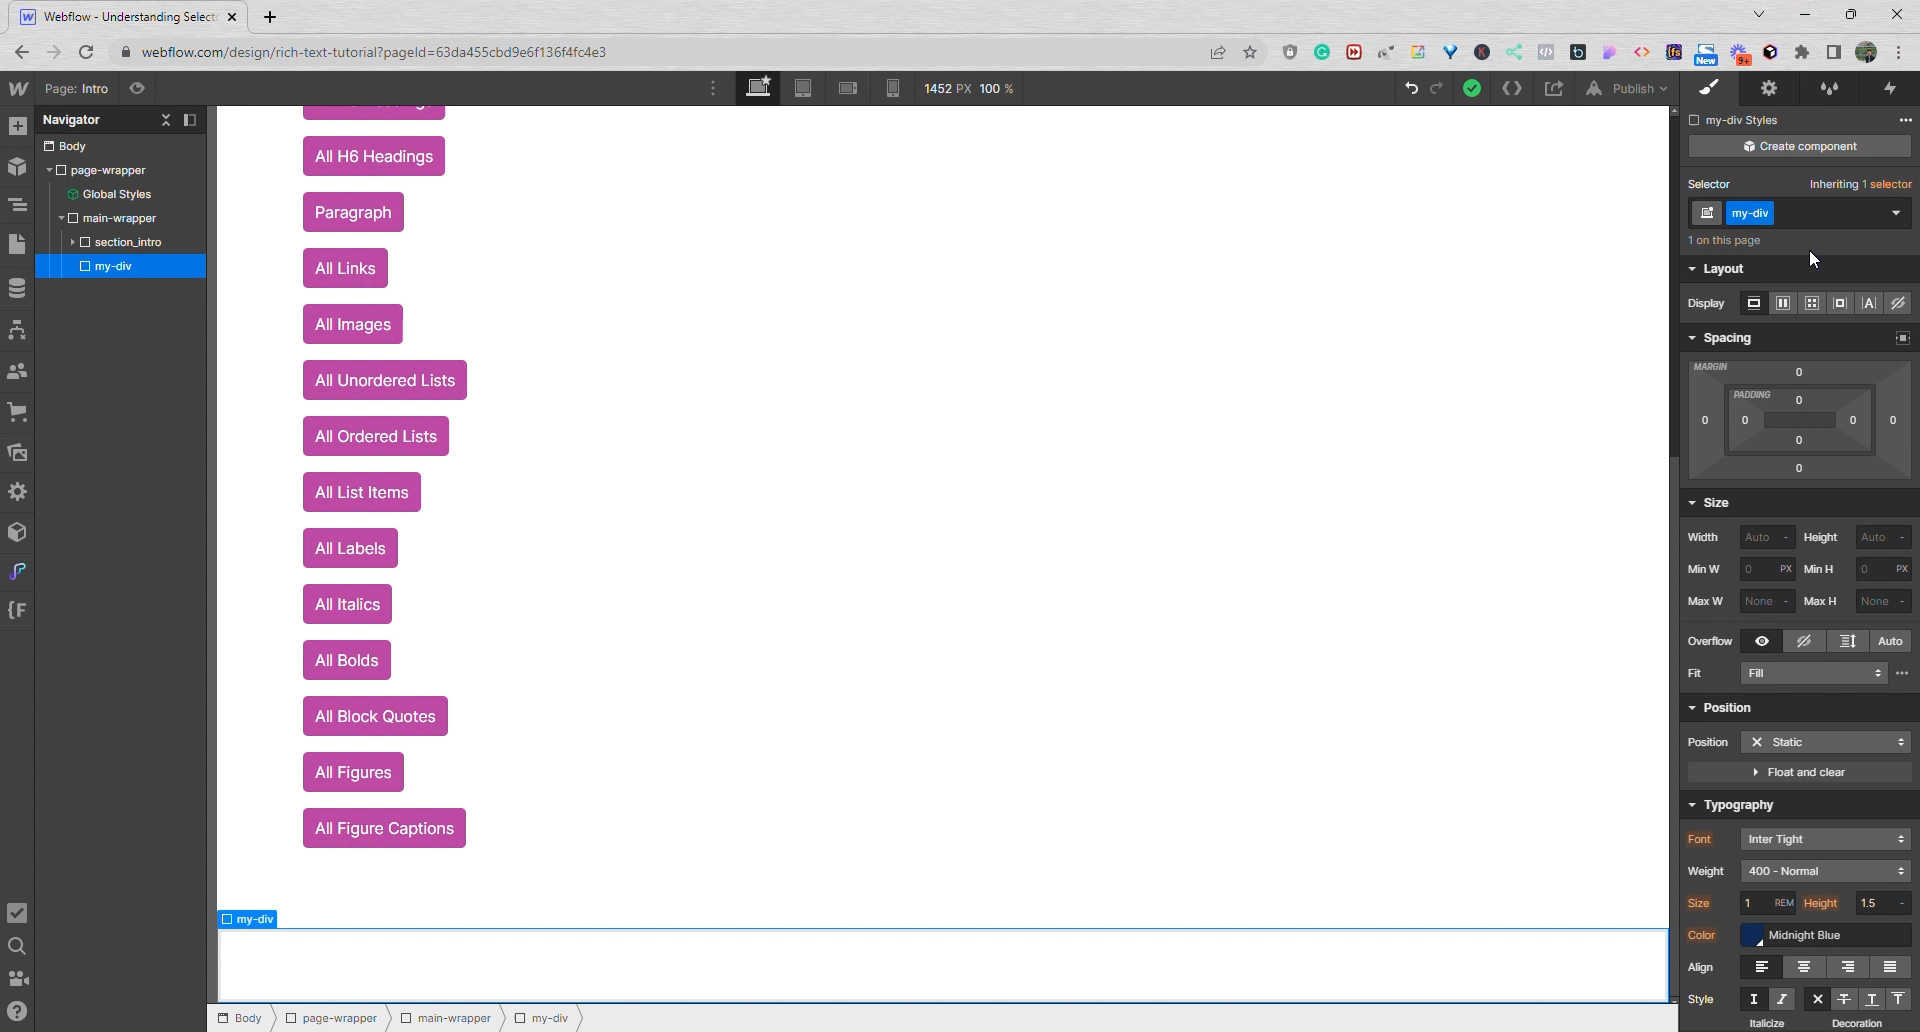 Webflow - Understanding Select
webflow.com/design/rich-text-tutorial?pageId=63da455cbd9e6f136f4fc4e3
New
9+
Page: Intro
1452 PX 100 %
Publish
Navigator
Body
page-wrapper
Global Styles
main-wrapper
section_intro
my-div
All H6 Headings
Paragraph
All Links
All Images
All Unordered Lists
All Ordered Lists
All List Items
All Labels
All Italics
All Bolds
All Block Quotes
All Figures
All Figure Captions
my-div
Body
page-wrapper
main-wrapper
my-div
my-div Styles
Create component
Selector Inheriting 1 selector
my-div
1 on this page
Layout
Display
Spacing
MARGIN
0
PADDING
0
0 0 0 0
0
0
Size
Width Auto - Height Auto -
Min W 0 PX Min H 0 PX
Max W None - Max H None -
Overflow Auto
Fit Fill
Position
Position Static
Float and clear
Typography
Font Inter Tight
Weight 400 - Normal
Size 1 REM Height 1.5 -
Color Midnight Blue
Align
Style
Italicize Decoration